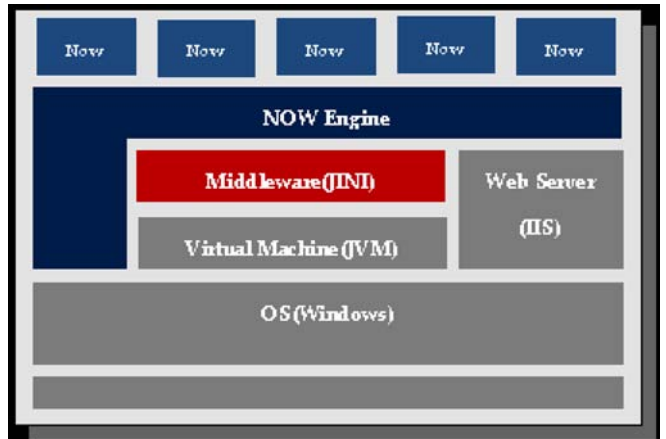 Now Now Now Now Now
NOW Engine
Middleware(JINI)
Web Server
(IIS)
Virtual Machine (JVM)
OS(Windows)